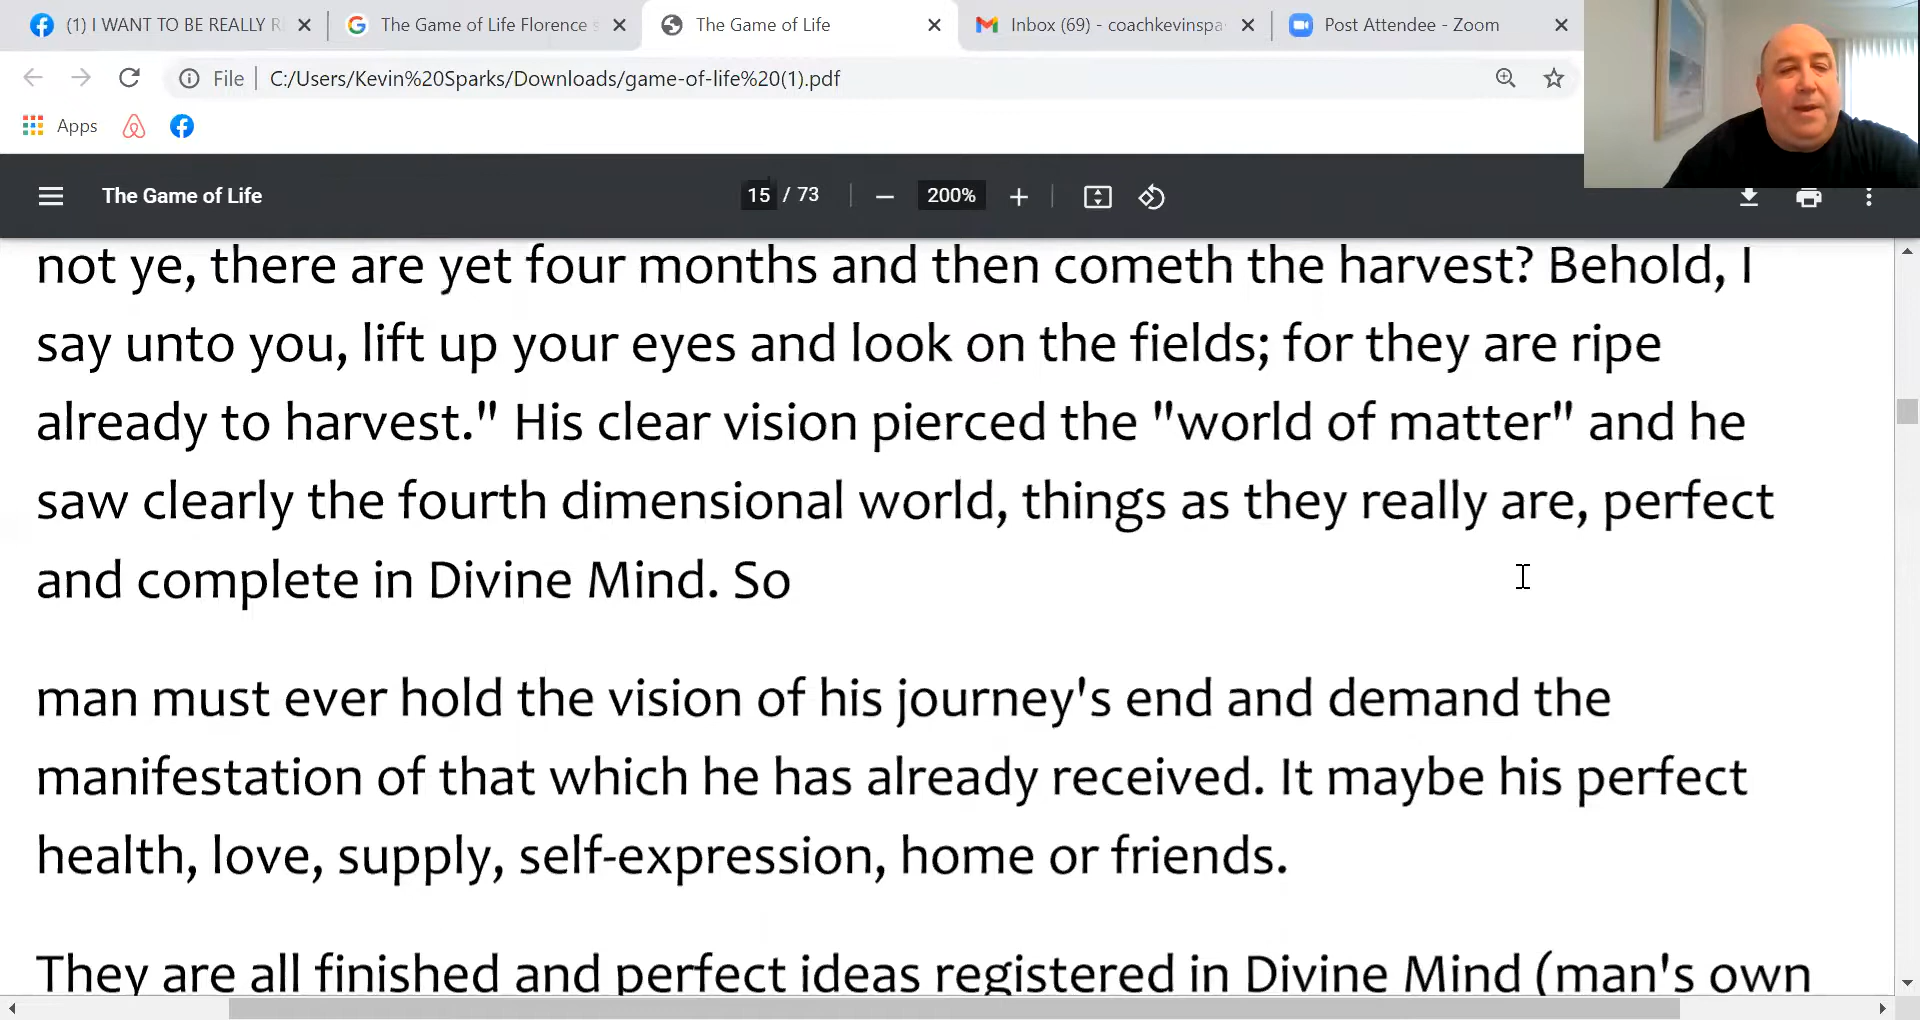 (1) I WANT TO BE REALLY R
The Game of Life Florence s
The Game of Life
Inbox (69) - coachkevinspa
Post Attendee - Zoom
File
C:/Users/Kevin%20Sparks/Downloads/game-of-life%20(1).pdf
Apps
The Game of Life
15 / 73
200%
not ye, there are yet four months and then cometh the harvest? Behold, I
say unto you, lift up your eyes and look on the fields; for they are ripe
already to harvest." His clear vision pierced the "world of matter" and he
saw clearly the fourth dimensional world, things as they really are, perfect
and complete in Divine Mind. So
man must ever hold the vision of his journey's end and demand the
manifestation of that which he has already received. It maybe his perfect
health, love, supply, self-expression, home or friends.
They are all finished and perfect ideas registered in Divine Mind (man's own